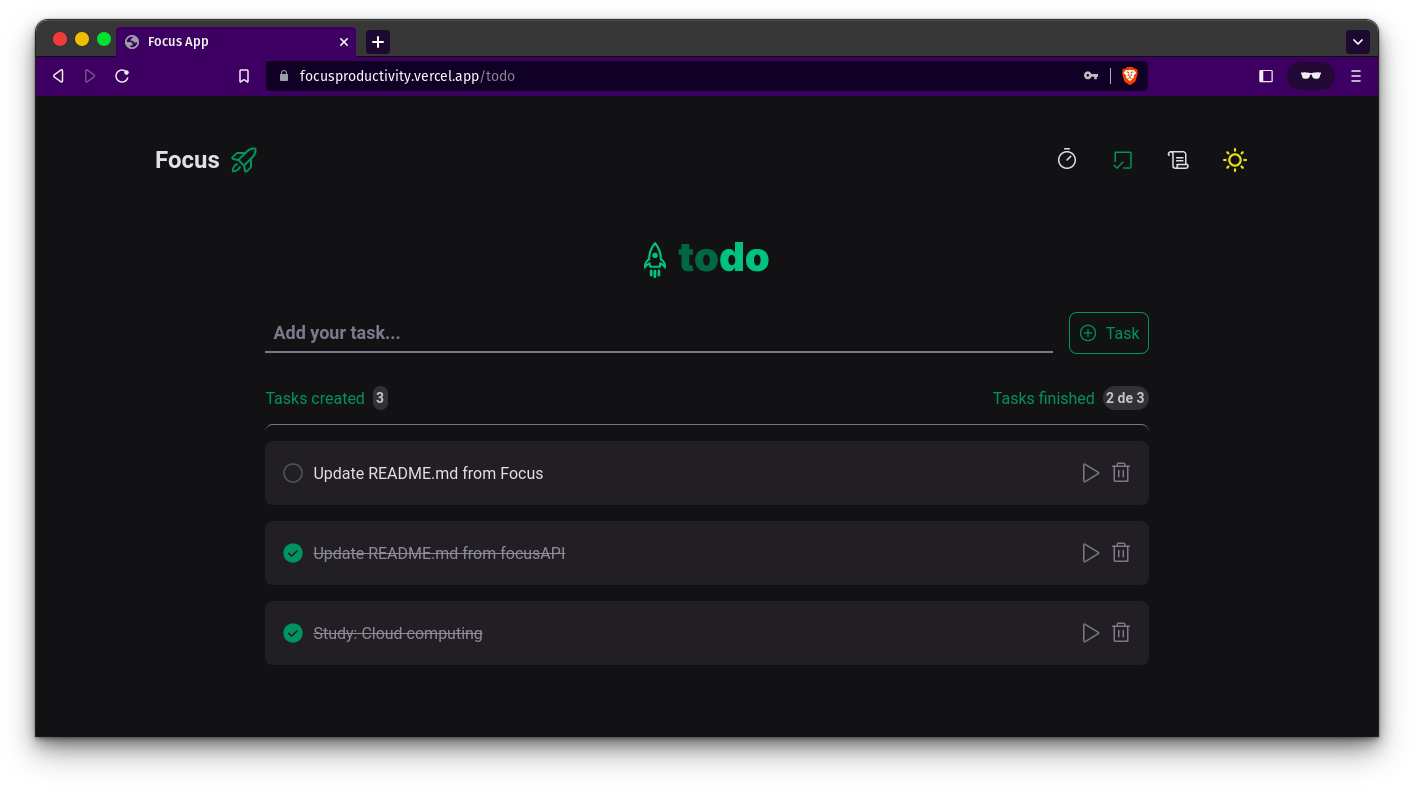 Focus App
focusproductivity.vercel.app/todo
Focus
todo
Add your task...
Task
Tasks created 3
Tasks finished 2 de 3
Update README.md from Focus
Update README.md from focusAPI
Study: Cloud computing